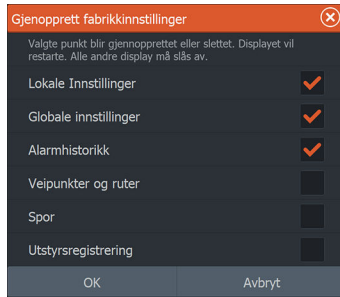 Gjenopprett fabrikkinnstillinger
Valgte punkt blir gjennopprettet eller slettet. Displayet vil
restarte. Alle andre display må slås av.
Lokale Innstillinger
Globale innstillinger
Alarmhistorikk
Veipunkter og ruter
Spor
Utstyrsregistrering
OK
Avbryt